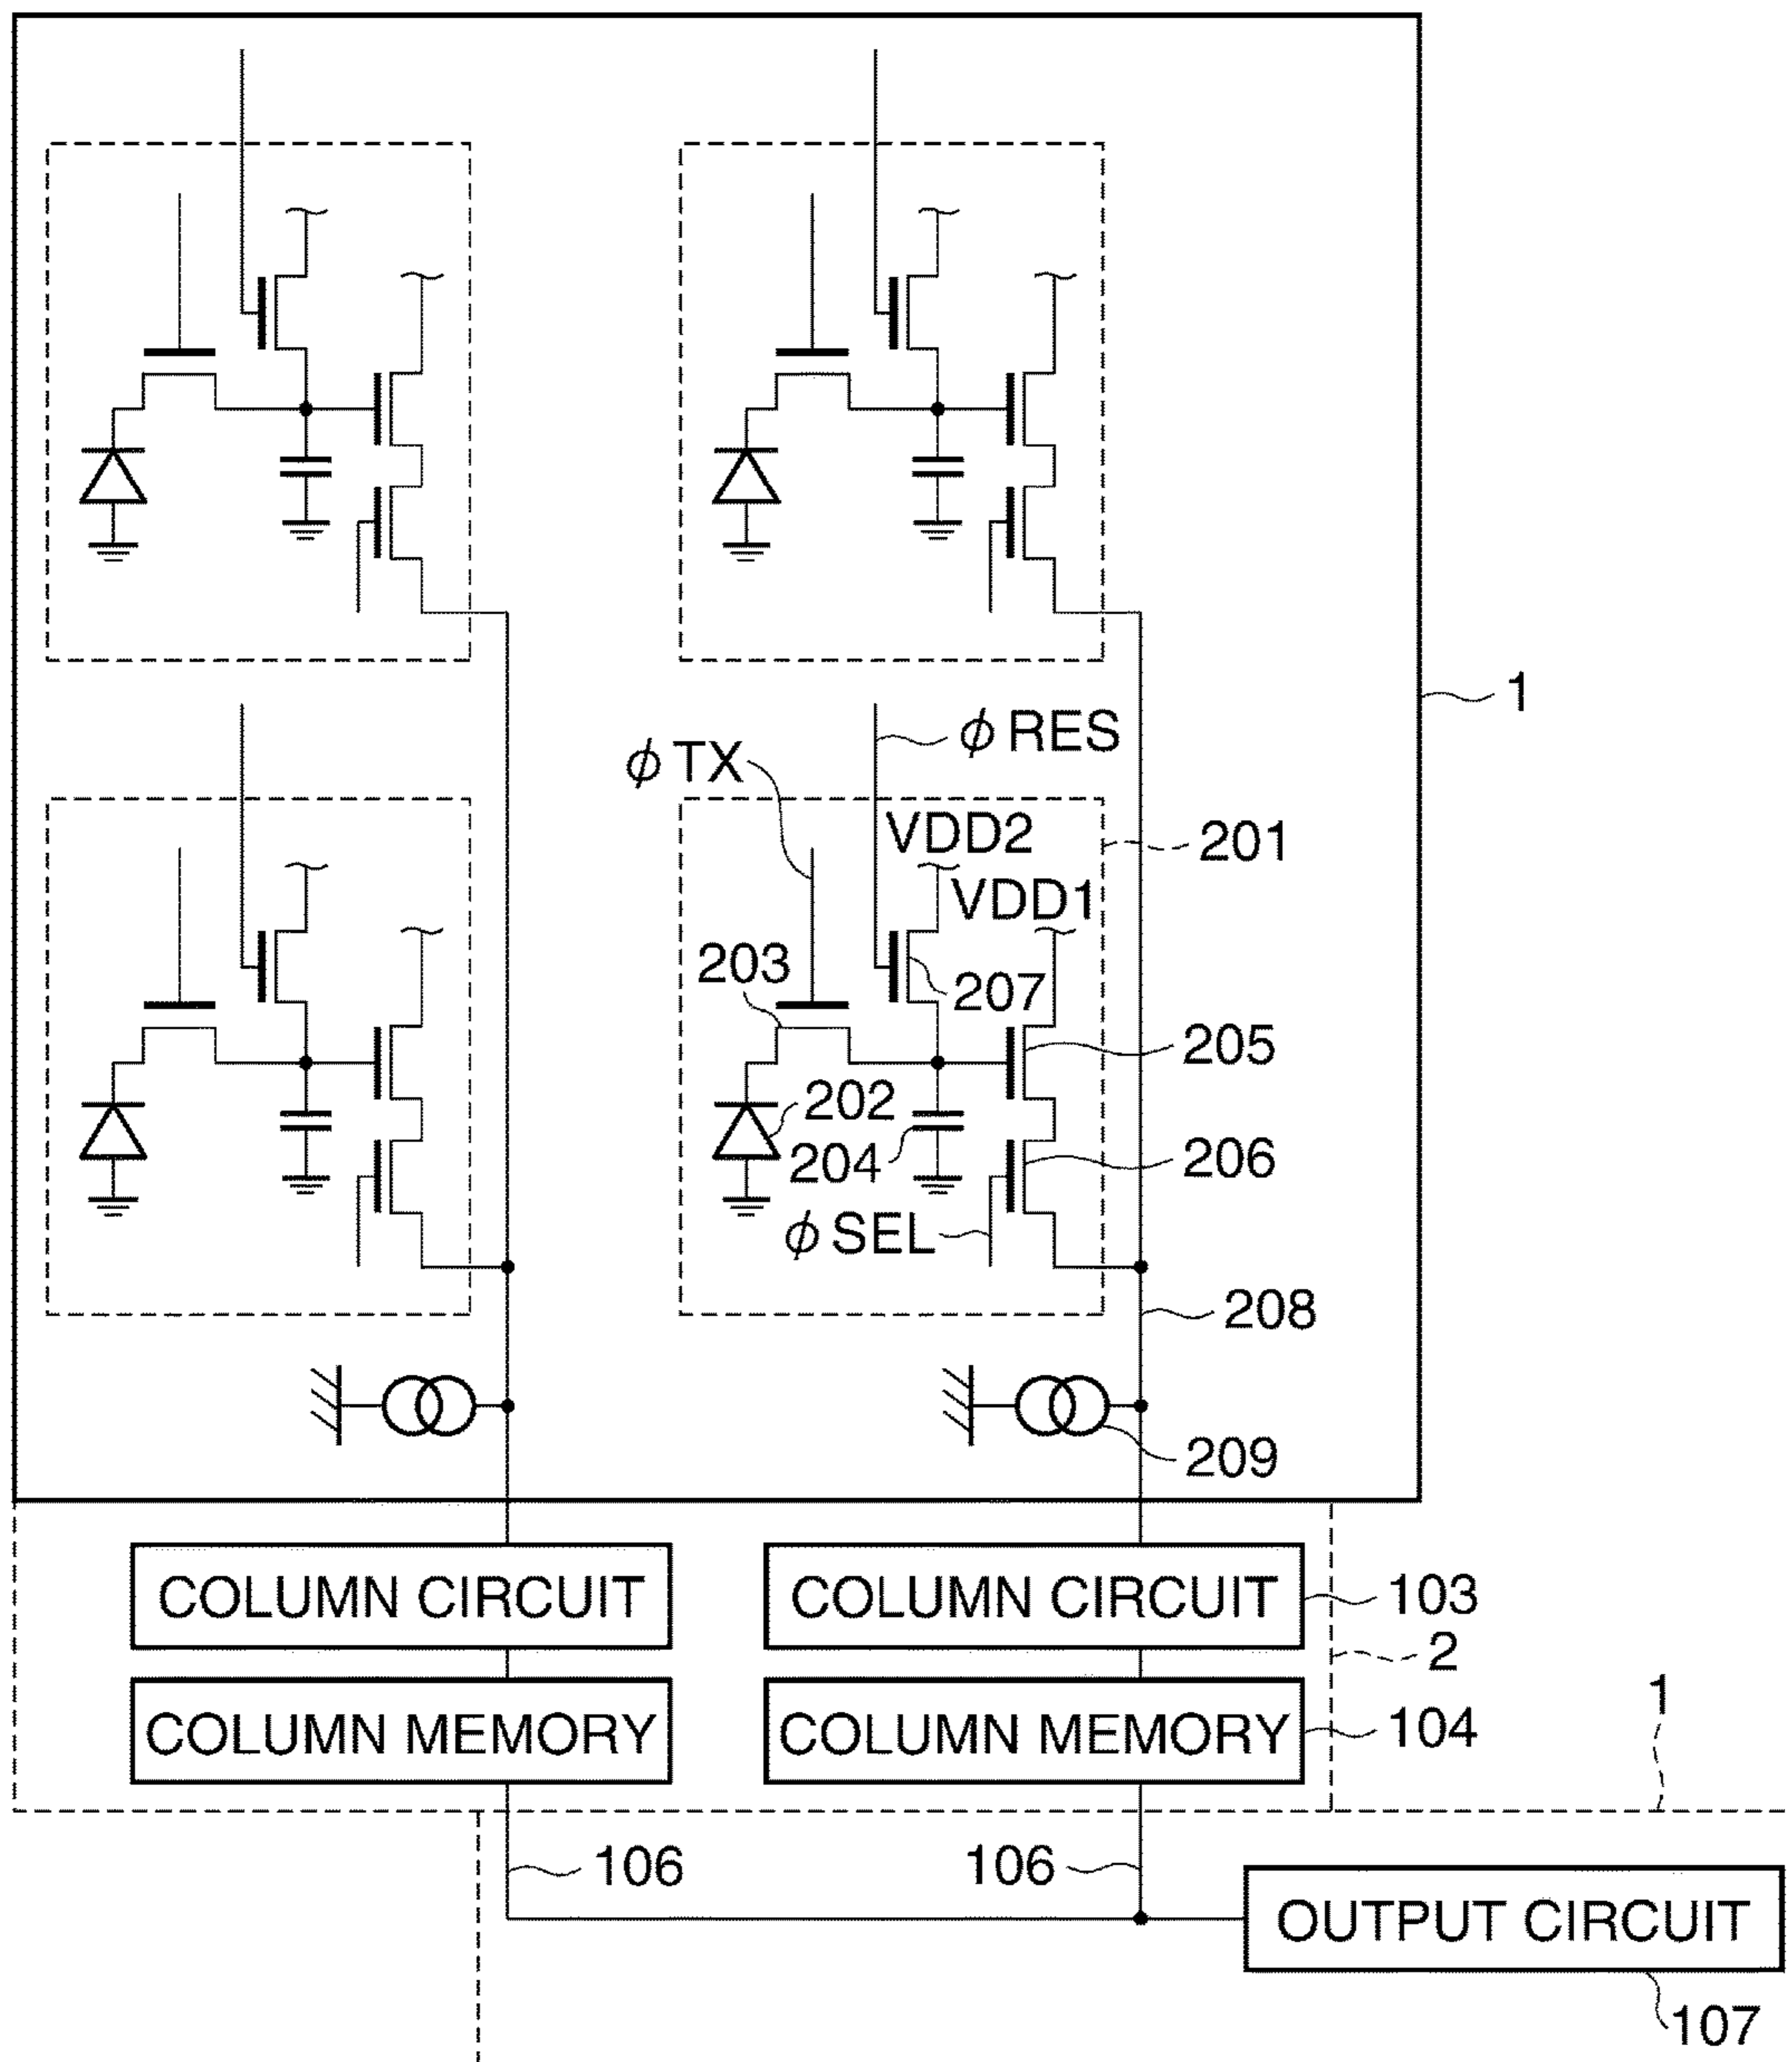 1
ϕ RES
ϕ TX
VDD2
201
VDD1
203
207
205
202
204
206
ϕ SEL
208
209
COLUMN CIRCUIT
COLUMN CIRCUIT
103
2
COLUMN MEMORY
COLUMN MEMORY
104
1
106
106
OUTPUT CIRCUIT
107